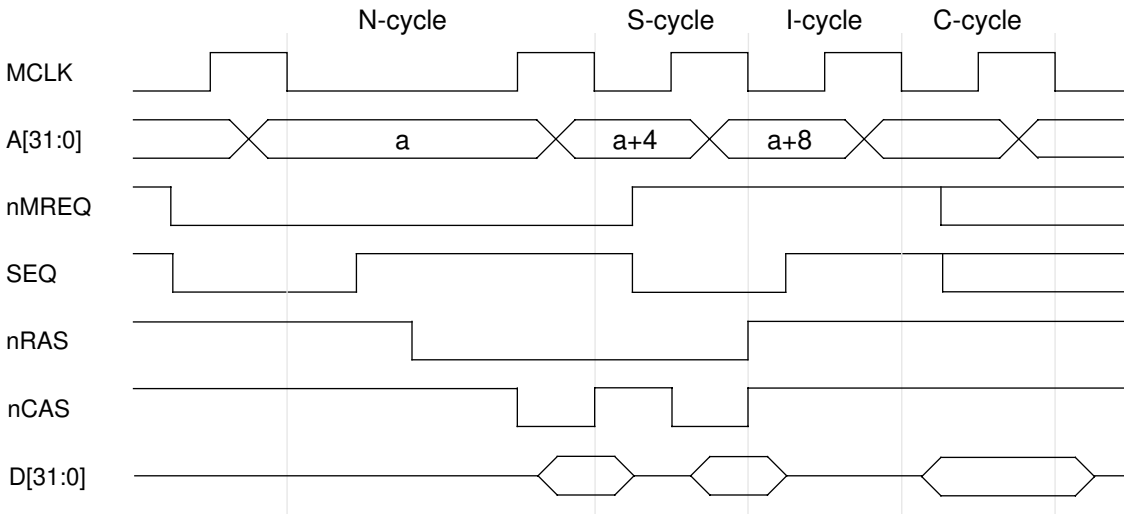 N-cycle S-cycle I-cycle C-cycle
MCLK
A[31:0] a a+4 a+8
nMREQ
SEQ
nRAS
nCAS
D[31:0]